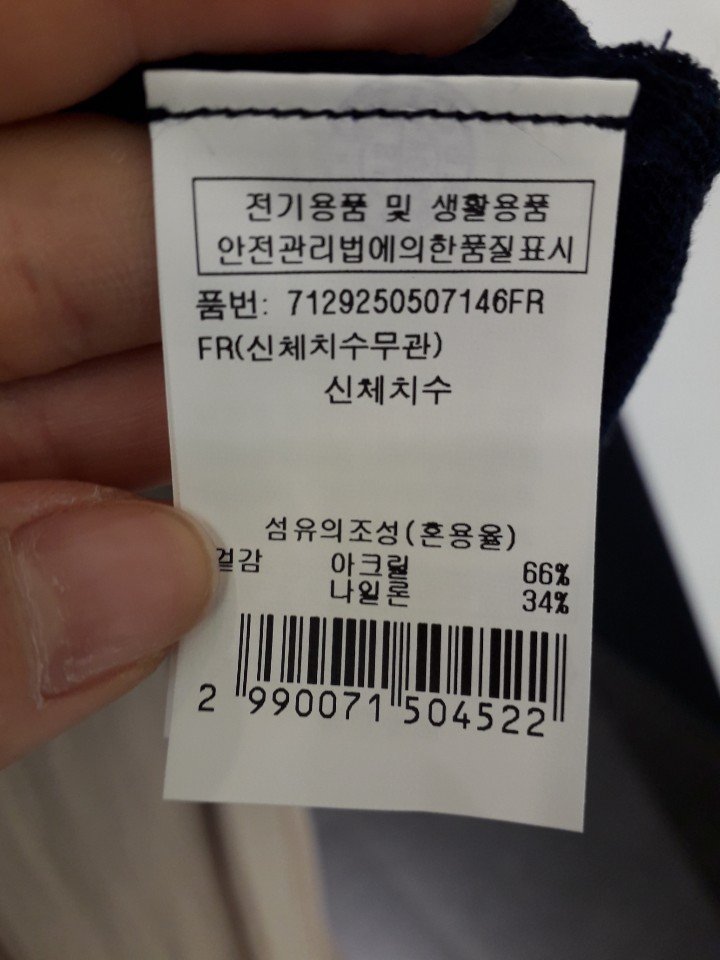 전기용품 및 생활용품
안전관리법에의한품질표시
품번: 7129250507146FR
FR(신체치수무관)
신체치수
섬유의조성(혼용율)
겉감 아크릴 66%
나일론 34%
2 990071 504522